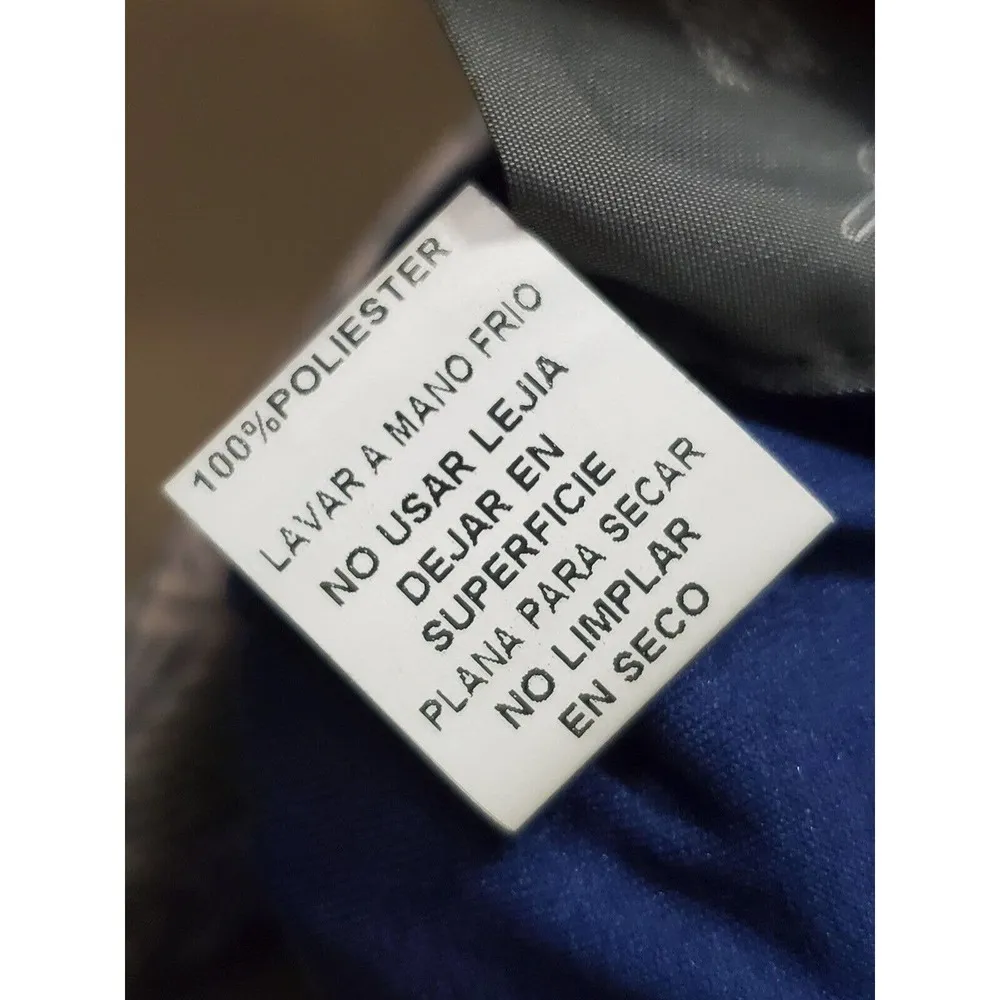 100%POLIESTER
LAVAR A MANO FRIO
NO USAR LEJIA
DEJAR EN
SUPERFICIE
PLANA PARA SECAR
NO LIMPLAR
EN SECO